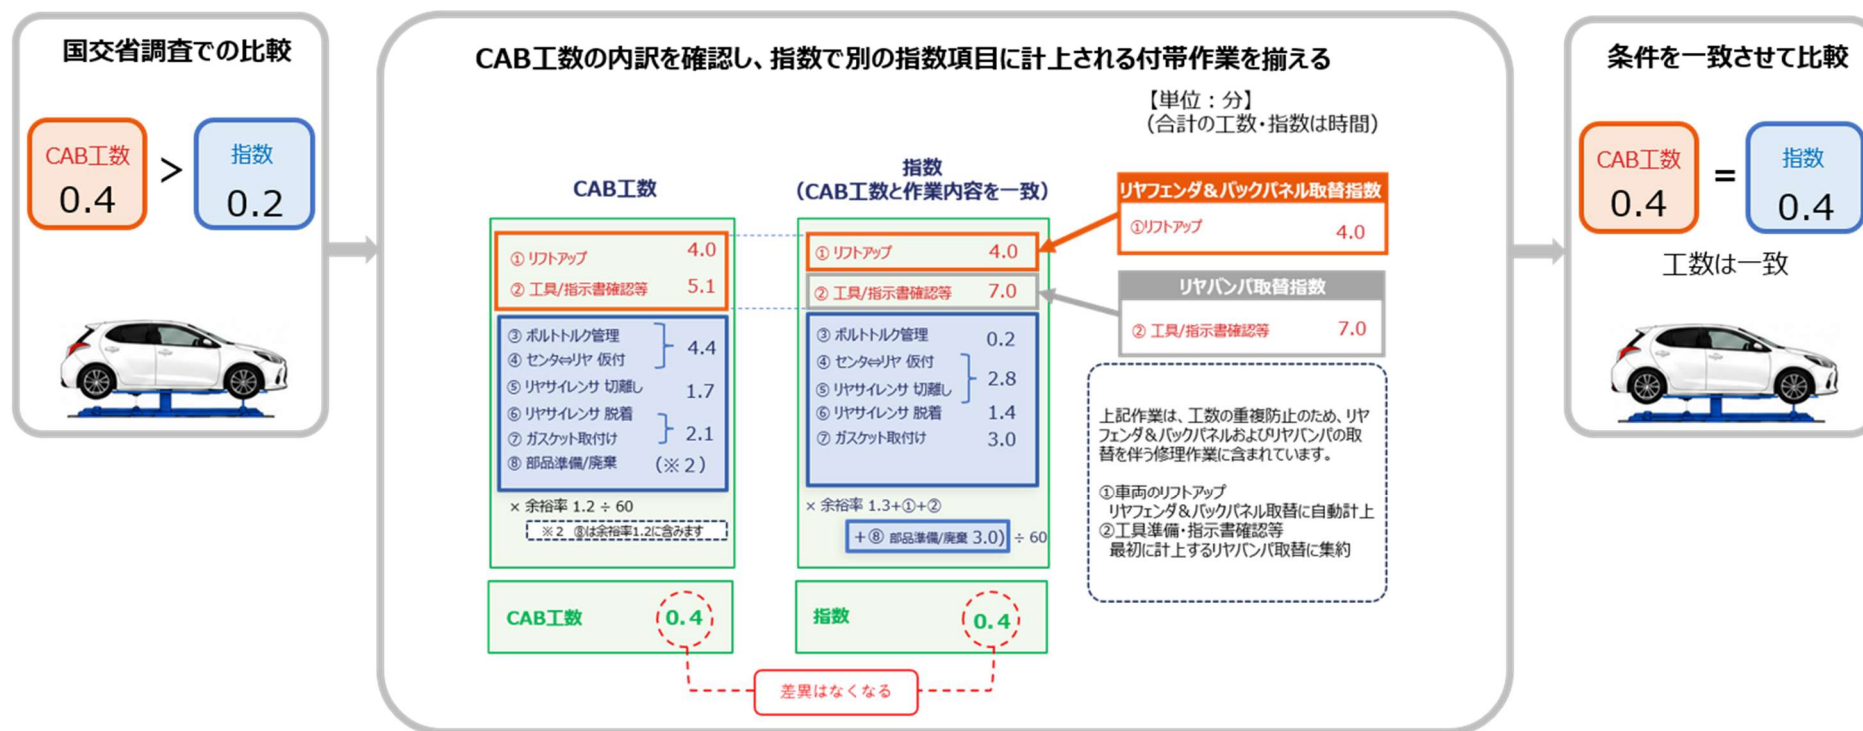 国交省調査での比較
CAB工数
0.4
>
指数
0.2
CAB工数の内訳を確認し、指数で別の指数項目に計上される付帯作業を揃える
【単位：分】
（合計の工数・指数は時間）
CAB工数
① リフトアップ 4.0
② 工具/指示書確認等 5.1
③ ボルトトルク管理
④ センタ⇔リヤ 仮付
4.4
⑤ リヤサイレンサ 切離し 1.7
⑥ リヤサイレンサ 脱着
⑦ ガスケット取付け
2.1
⑧ 部品準備/廃棄 (※２)
× 余裕率 1.2 ÷ 60
※２ ⑧は余裕率1.2に含みます
CAB工数 0.4
指数
（CAB工数と作業内容を一致）
① リフトアップ 4.0
② 工具/指示書確認等 7.0
③ ボルトトルク管理 0.2
④ センタ⇔リヤ 仮付
⑤ リヤサイレンサ 切離し
2.8
⑥ リヤサイレンサ 脱着 1.4
⑦ ガスケット取付け 3.0
× 余裕率 1.3+①+②
+⑧ 部品準備/廃棄 3.0) ÷ 60
指数 0.4
差異はなくなる
リヤフェンダ&バックパネル取替指数
①リフトアップ 4.0
リヤバンパ取替指数
② 工具/指示書確認等 7.0
上記作業は、工数の重複防止のため、リヤ
フェンダ&バックパネルおよびリヤバンパの取
替を伴う修理作業に含まれています。
①車両のリフトアップ
リヤフェンダ&バックパネル取替に自動計上
②工具準備・指示書確認等
最初に計上するリヤバンパ取替に集約
条件を一致させて比較
CAB工数
0.4
=
指数
0.4
工数は一致